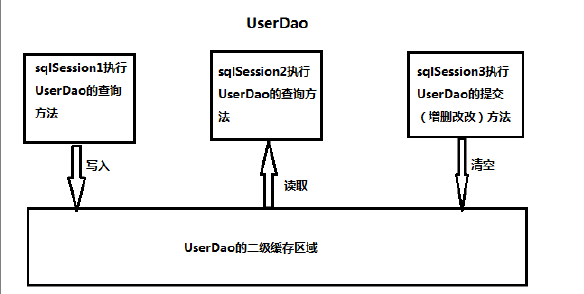 UserDao
sqlSession1执行
UserDao的查询
方法
sqlSession2执行
UserDao的查询方
法
sqlSession3执行
UserDao的提交
（增删改改）方法
写入
读取
清空
UserDao的二级缓存区域